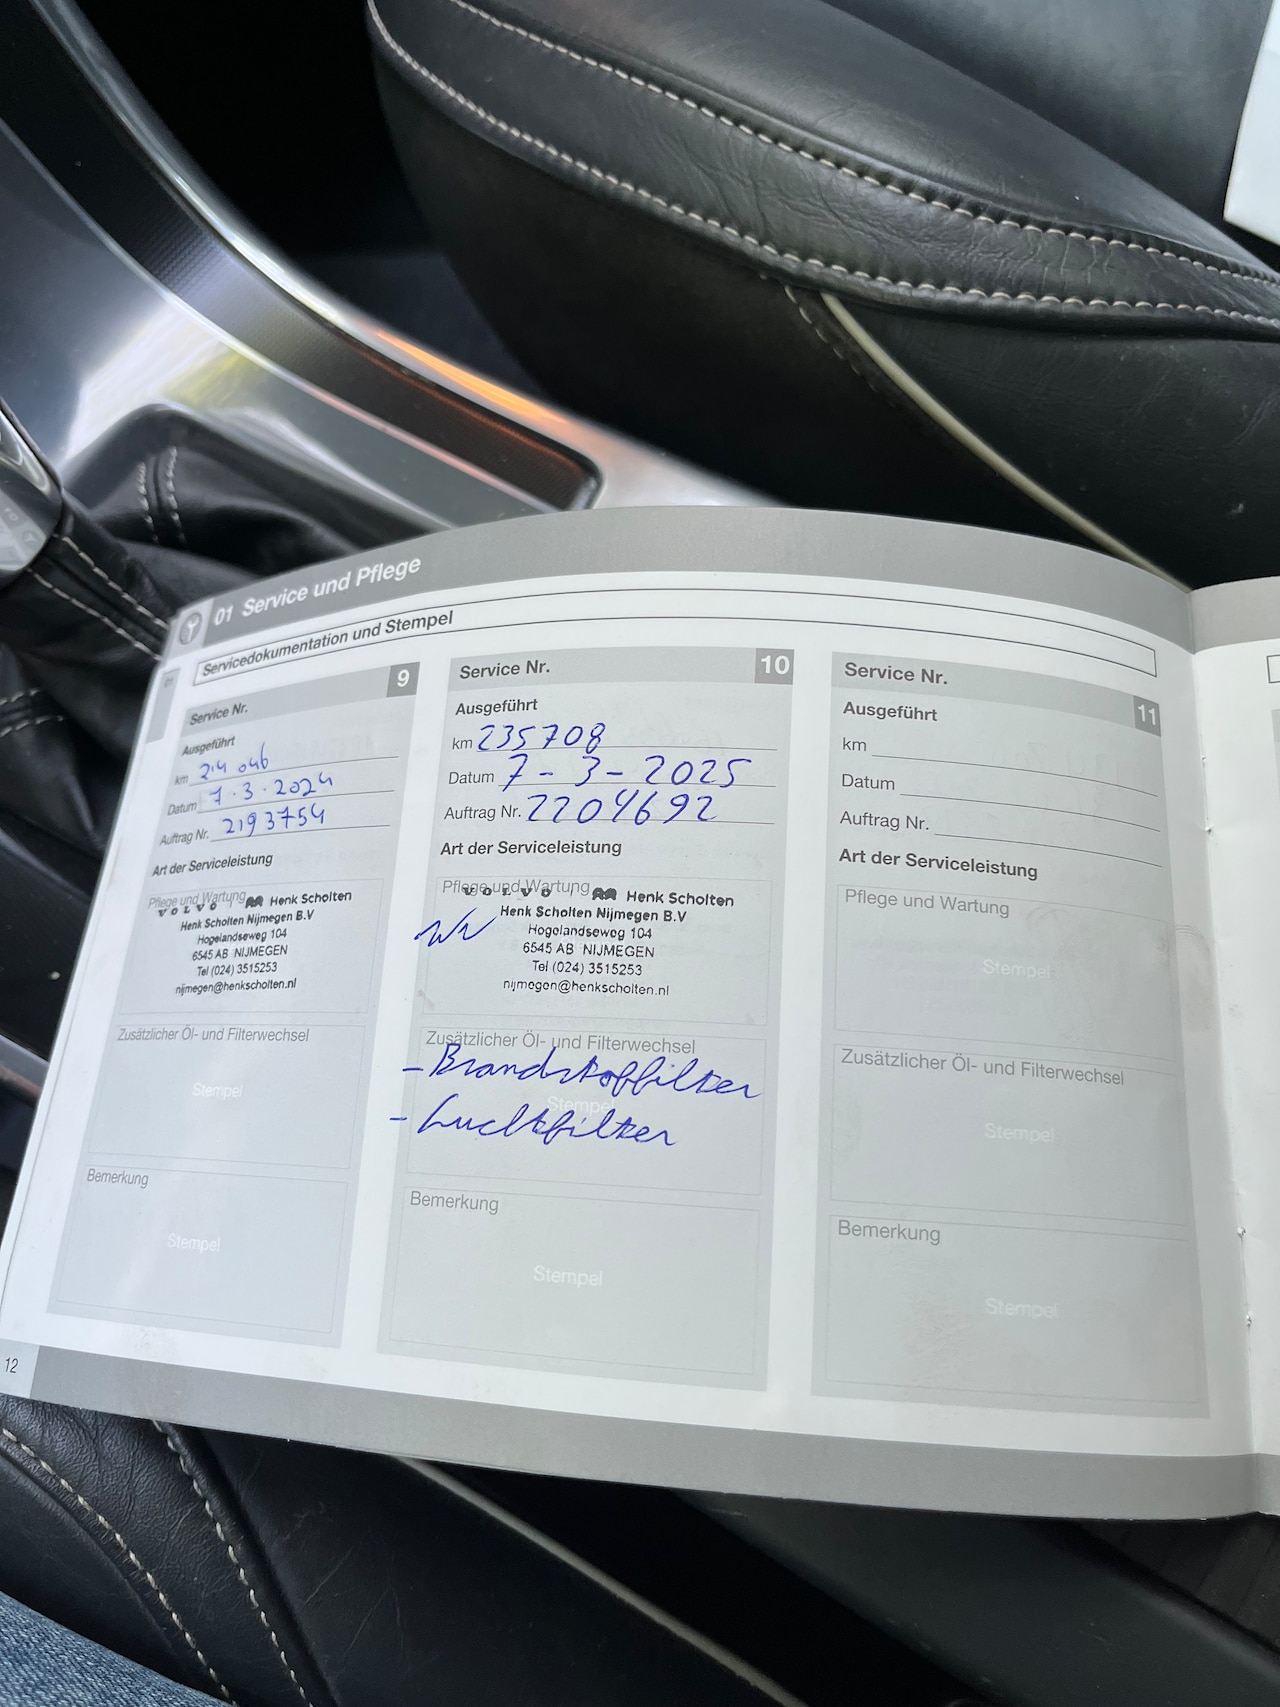 01 Service und Pflege
Servicedokumentation und Stempel
01
Service Nr. 9
Ausgeführt
km
Datum 7.3.2024
Auftrag Nr. 2193754
Art der Serviceleistung
Pflege und Wartung
VOLVO Henk Scholten
Henk Scholten Nijmegen B.V
Hogelandseweg 104
6545 AB NIJMEGEN
Tel (024) 3515253
nijmegen@henkscholten.nl
Zusätzlicher Öl- und Filterwechsel
Stempel
Bemerkung
Stempel
Service Nr. 10
Ausgeführt
km 235708
Datum 7-3-2025
Auftrag Nr. 2204692
Art der Serviceleistung
Pflege und Wartung
VOLVO Henk Scholten
Henk Scholten Nijmegen B.V
Hogelandseweg 104
6545 AB NIJMEGEN
Tel (024) 3515253
nijmegen@henkscholten.nl
Zusätzlicher Öl- und Filterwechsel
- Brandstoffilter
Stempel
- Luchtfilter
Bemerkung
Stempel
Service Nr. 11
Ausgeführt
km
Datum
Auftrag Nr.
Art der Serviceleistung
Pflege und Wartung
Stempel
Zusätzlicher Öl- und Filterwechsel
Stempel
Bemerkung
Stempel
12